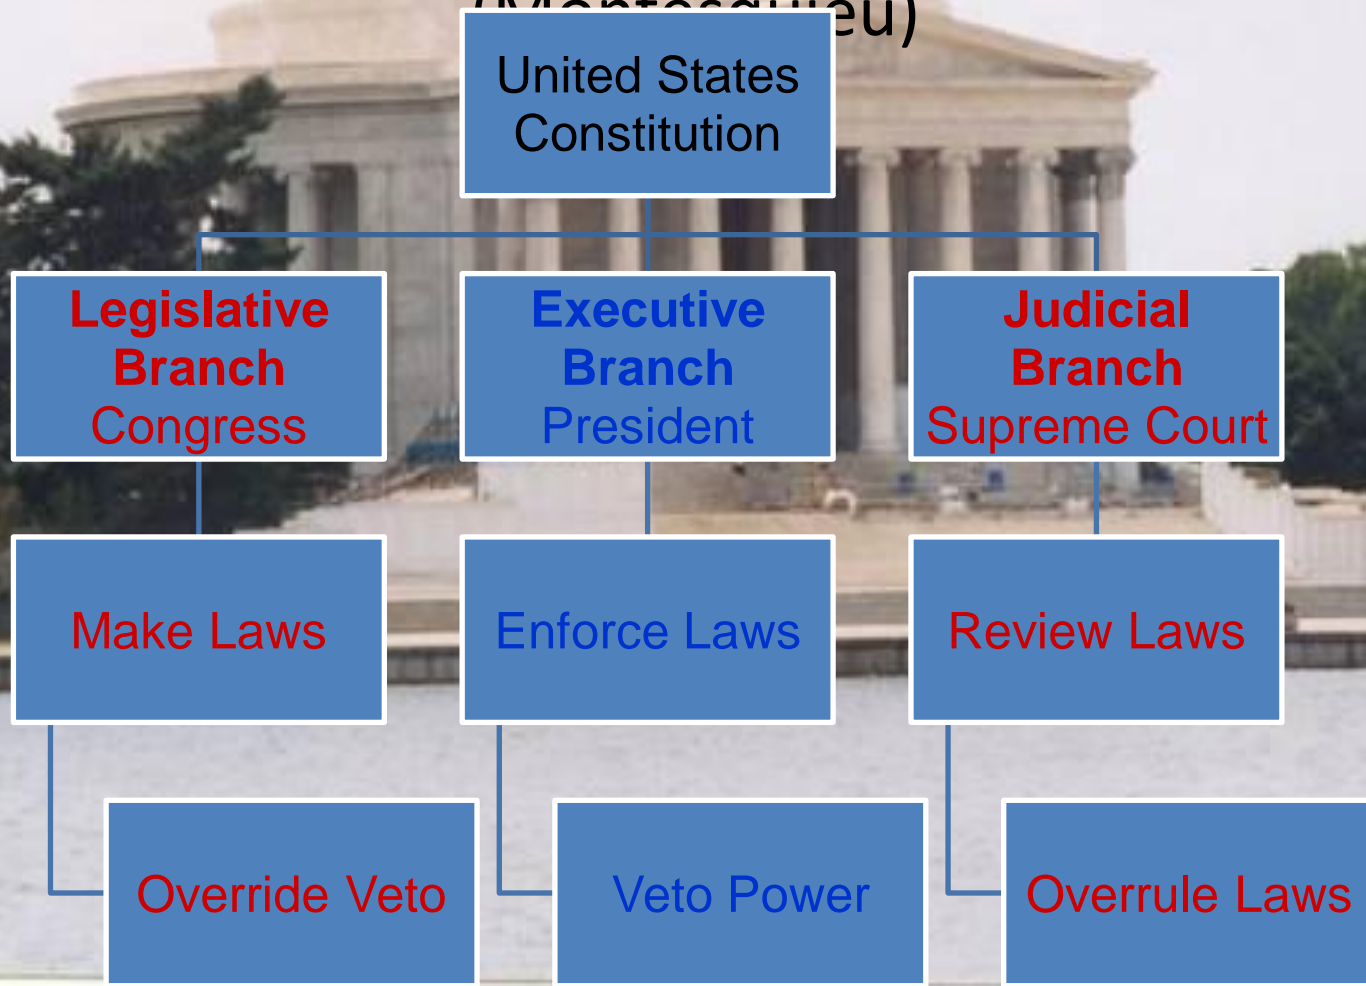 (Montesquieu)
United States
Constitution
Legislative
Branch
Congress
Executive
Branch
President
Judicial
Branch
Supreme Court
Make Laws
Enforce Laws
Review Laws
Override Veto
Veto Power
Overrule Laws